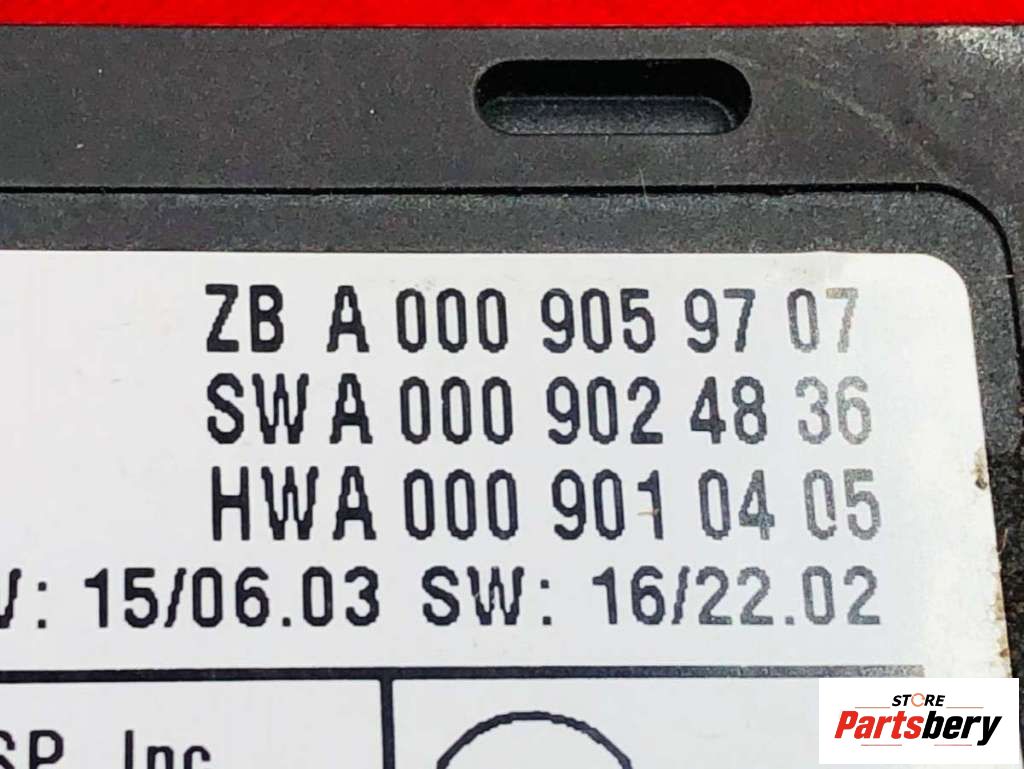 ZB A 000 905 97 07
SW A 000 902 48 36
HWA 000 901 04 05
: 15/06.03 SW: 16/22.02
SP, Inc
STORE
Partsbery